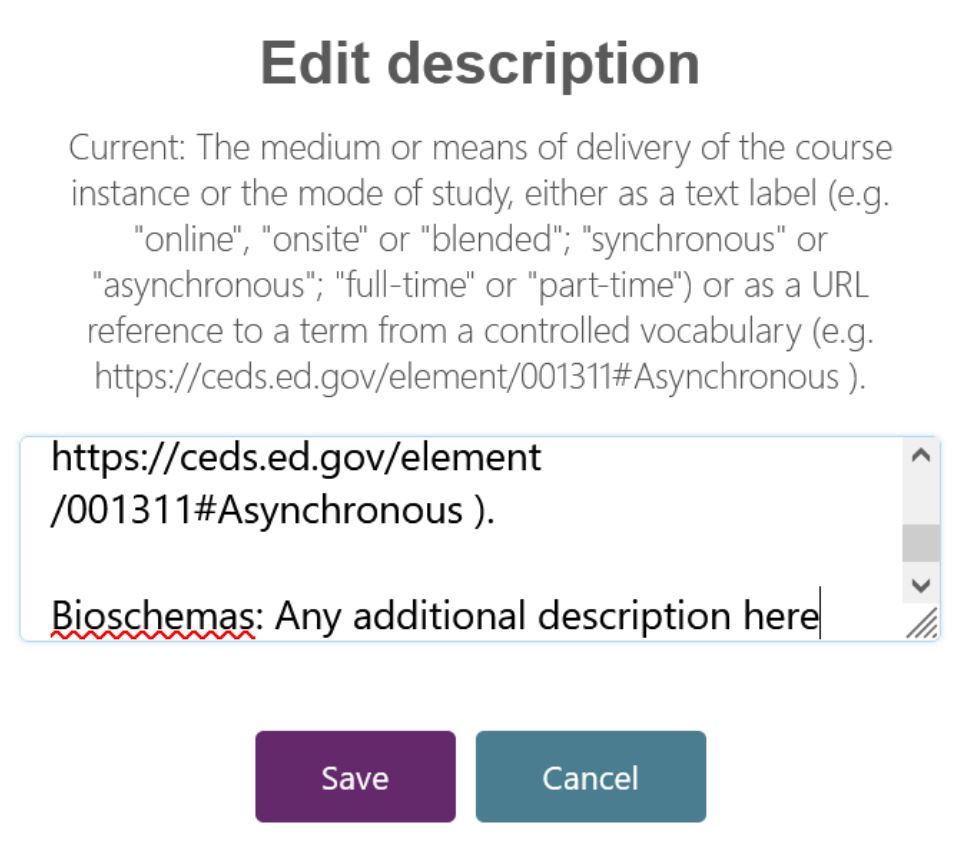 Edit description
Current: The medium or means of delivery of the course
instance or the mode of study, either as a text label (e.g.
"online", "onsite" or "blended"; "synchronous" or
"asynchronous"; "full-time" or "part-time") or as a URL
reference to a term from a controlled vocabulary (e.g.
https://ceds.ed.gov/element/001311#Asynchronous ).
https://ceds.ed.gov/element
/001311#Asynchronous ).
Bioschemas: Any additional description here
Save
Cancel